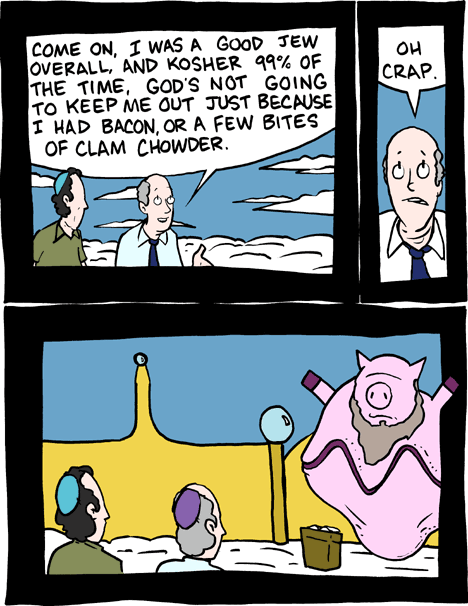 COME ON, I WAS A GOOD JEW
OVERALL, AND KOSHER 99% OF
THE TIME, GOD'S NOT GOING
TO KEEP ME OUT JUST BECAUSE
I HAD BACON, OR A FEW BITES
OF CLAM CHOWDER.
OH
CRAP.